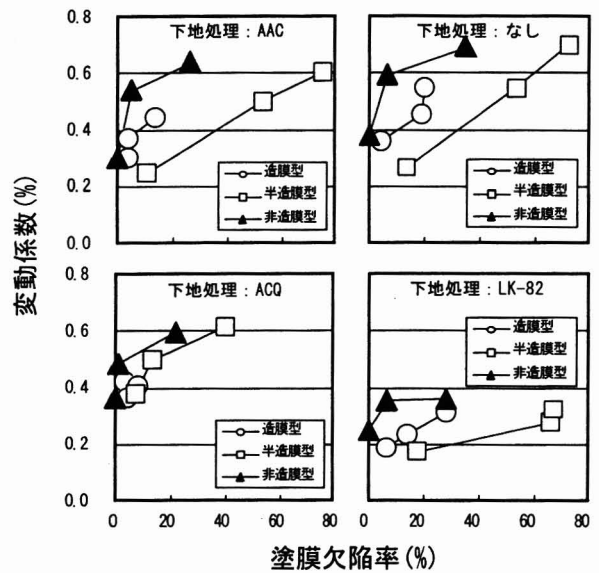 下地処理：AAC
下地処理：なし
0.8
0.6
0.4
0.2
0.0
造膜型
半造膜型
非造膜型
造膜型
半造膜型
非造膜型
変動係数(%)
下地処理：ACQ
下地処理：LK-82
0.8
0.6
0.4
0.2
0.0
造膜型
半造膜型
非造膜型
造膜型
半造膜型
非造膜型
0 20 40 60 80
0 20 40 60 80
塗膜欠陥率(%)